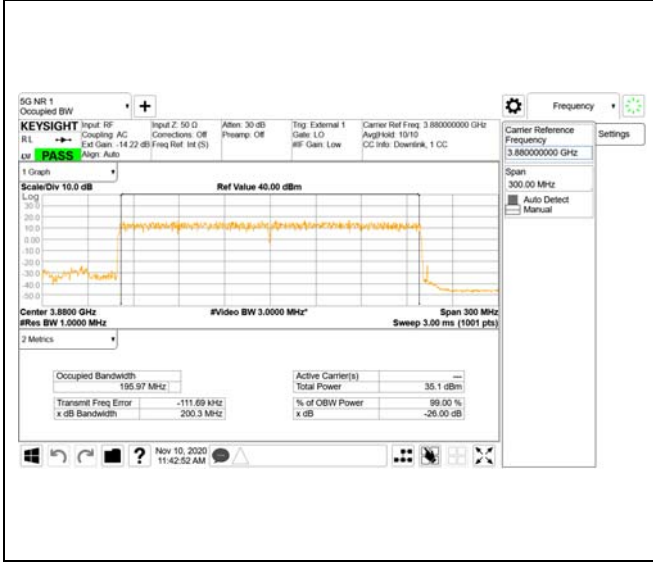 5G NR 1
Occupied BW
+
Frequency
KEYSIGHT
Input: RF
Input Z: 50 Ω
Atten: 30 dB
Trig: External 1
Carrier Ref Freq: 3.880000000 GHz
R L
Coupling: AC
Corrections: Off
Preamp: Off
Gate: LO
Avg|Hold: 10/10
Ext Gain: -14.22 dB
Freq Ref: Int (S)
#IF Gain: Low
CC Info: Downlink, 1 CC
PASS
Align: Auto
Carrier Reference
Frequency
3.880000000 GHz
Settings
Span
300.00 MHz
Auto Detect
Manual
1 Graph
Scale/Div 10.0 dB
Ref Value 40.00 dBm
Log
30.0
20.0
10.0
0.00
-10.0
-20.0
-30.0
-40.0
-50.0
Center 3.8800 GHz
#Video BW 3.0000 MHz*
Span 300 MHz
#Res BW 1.0000 MHz
Sweep 3.00 ms (1001 pts)
2 Metrics
Occupied Bandwidth
195.97 MHz
Active Carrier(s)
---
Total Power
35.1 dBm
Transmit Freq Error
-111.69 kHz
% of OBW Power
99.00 %
x dB Bandwidth
200.3 MHz
x dB
-26.00 dB
?
Nov 10, 2020
11:42:52 AM